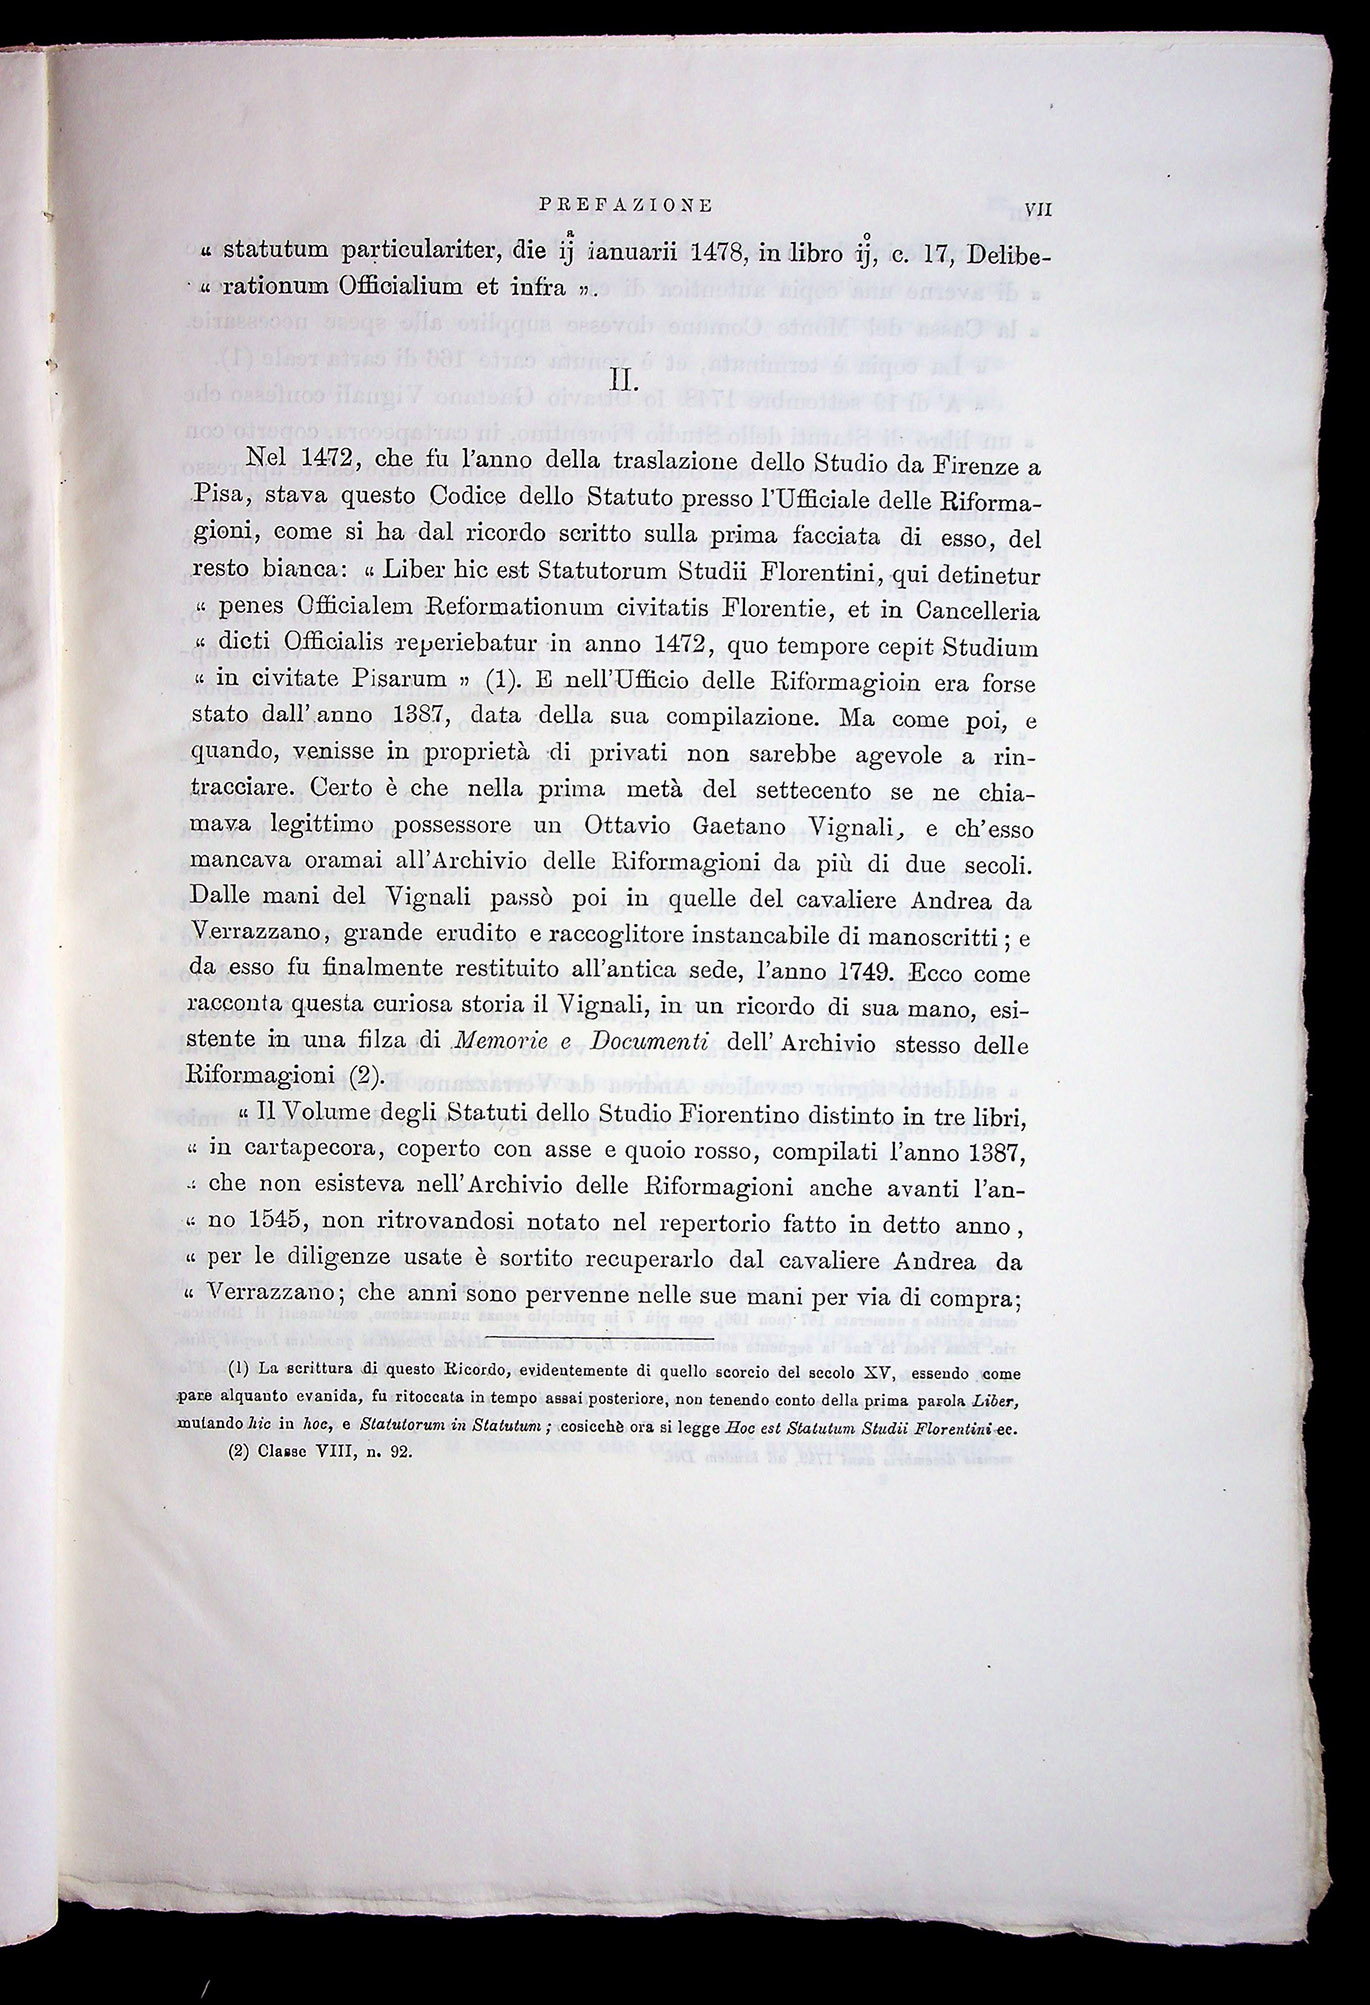 PREFAZIONE VII
“ statutum particulariter, die ijª ianuarii 1478, in libro ijº, c. 17, Delibe-
“ rationum Officialium et infra ”.
II.
Nel 1472, che fu l'anno della traslazione dello Studio da Firenze a
Pisa, stava questo Codice dello Statuto presso l'Ufficiale delle Riforma-
gioni, come si ha dal ricordo scritto sulla prima facciata di esso, del
resto bianca: “ Liber hic est Statutorum Studii Florentini, qui detinetur
“ penes Officialem Reformationum civitatis Florentie, et in Cancelleria
“ dicti Officialis reperiebatur in anno 1472, quo tempore cepit Studium
“ in civitate Pisarum ” (1). E nell'Ufficio delle Riformagioin era forse
stato dall' anno 1387, data della sua compilazione. Ma come poi, e
quando, venisse in proprietà di privati non sarebbe agevole a rin-
tracciare. Certo è che nella prima metà del settecento se ne chia-
mava legittimo possessore un Ottavio Gaetano Vignali, e ch'esso
mancava oramai all'Archivio delle Riformagioni da più di due secoli.
Dalle mani del Vignali passò poi in quelle del cavaliere Andrea da
Verrazzano, grande erudito e raccoglitore instancabile di manoscritti ; e
da esso fu finalmente restituito all'antica sede, l'anno 1749. Ecco come
racconta questa curiosa storia il Vignali, in un ricordo di sua mano, esi-
stente in una filza di Memorie e Documenti dell' Archivio stesso delle
Riformagioni (2).
“ Il Volume degli Statuti dello Studio Fiorentino distinto in tre libri,
“ in cartapecora, coperto con asse e quoio rosso, compilati l'anno 1387,
“ che non esisteva nell'Archivio delle Riformagioni anche avanti l'an-
“ no 1545, non ritrovandosi notato nel repertorio fatto in detto anno,
“ per le diligenze usate è sortito recuperarlo dal cavaliere Andrea da
“ Verrazzano; che anni sono pervenne nelle sue mani per via di compra;
(1) La scrittura di questo Ricordo, evidentemente di quello scorcio del secolo XV, essendo come
pare alquanto evanida, fu ritoccata in tempo assai posteriore, non tenendo conto della prima parola Liber,
mutando hic in hoc, e Statutorum in Statutum ; cosicchè ora si legge Hoc est Statutum Studii Florentini ec.
(2) Classe VIII, n. 92.